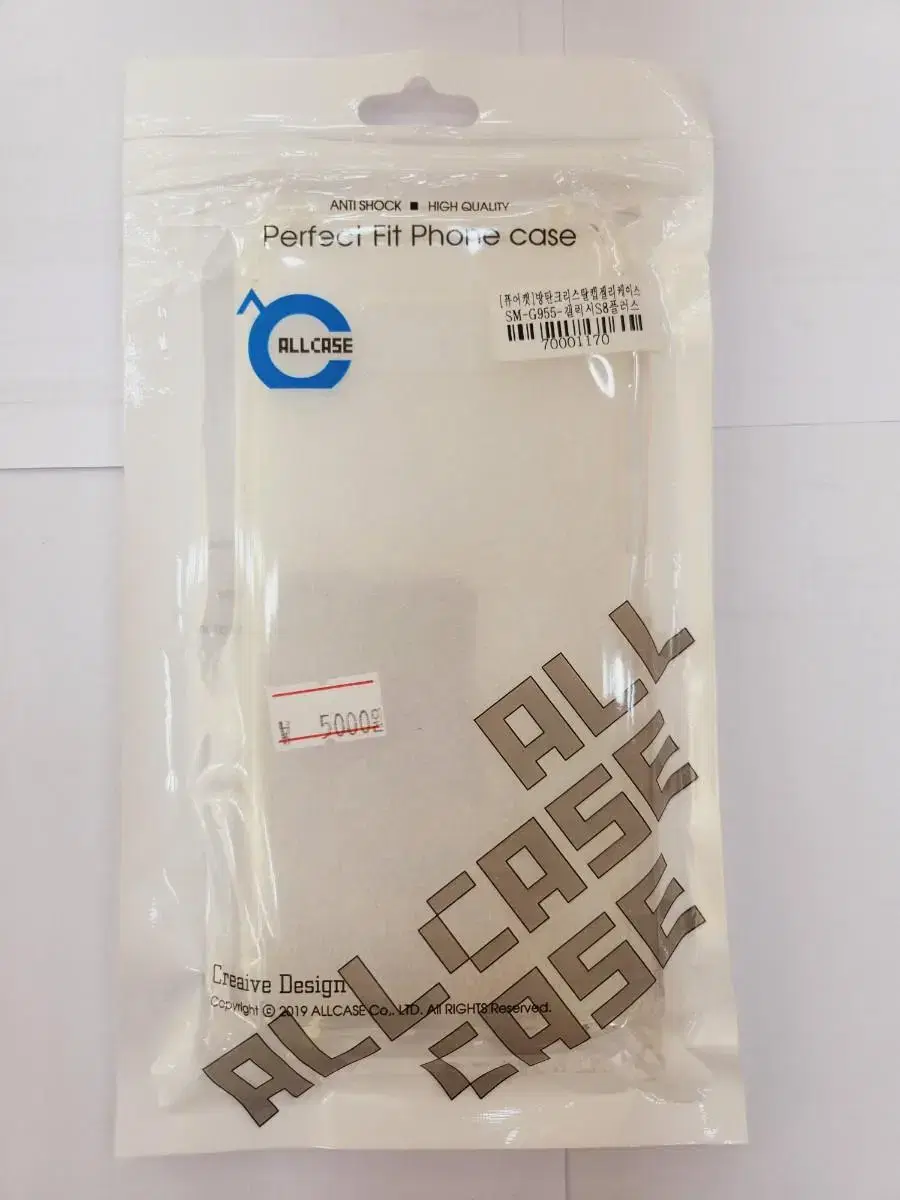 ANTI SHOCK ■ HIGH QUALITY
Perfect Fit Phone case
ALLCASE
[퓨어캣]방탄크리스탈캡젤리케이스
SM-G955-갤럭시S8플러스
70001170
₩ 5000원
ALL
CASE
ALL CASE
Creaive Design
Copyright ⓒ 2019 ALLCASE Co,. LTD. All RIGHTS Reserved.